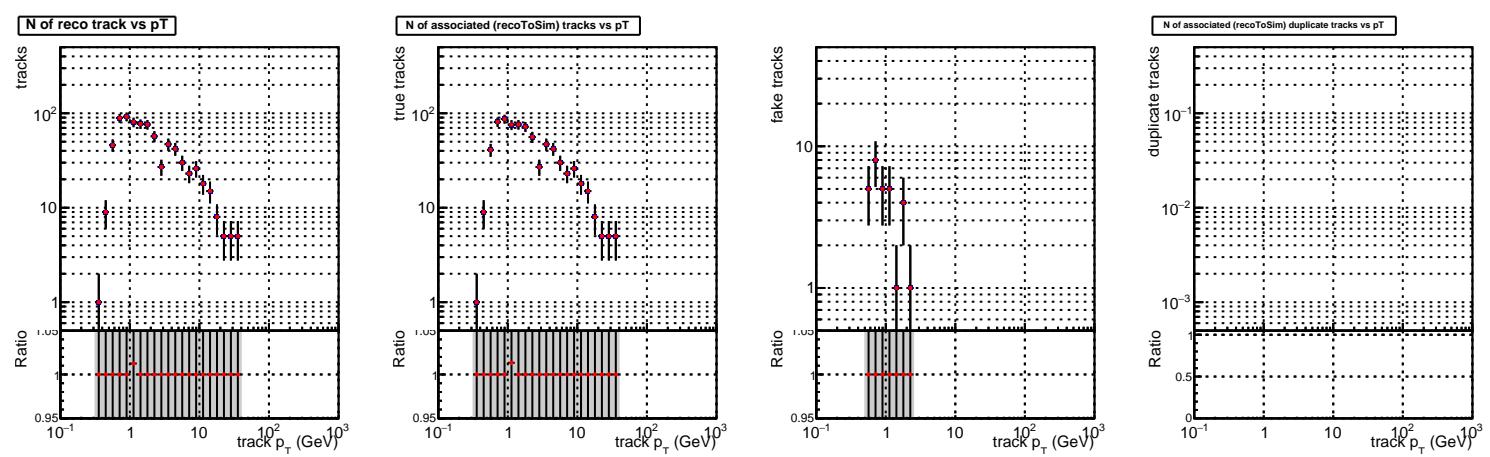 N of reco track vs pT
tracks
10²
10
1
Ratio
1.05
1
0.95
10⁻¹ 1 10 10² 10³
track p_T (GeV)
N of associated (recoToSim) tracks vs pT
true tracks
10²
10
1
Ratio
1.05
1
0.95
10⁻¹ 1 10 10² 10³
track p_T (GeV)
fake tracks
10
1
Ratio
1.05
1
0.95
10⁻¹ 1 10 10² 10³
track p_T (GeV)
N of associated (recoToSim) duplicate tracks vs pT
duplicate tracks
10⁻¹
10⁻²
10⁻³
Ratio
1
0.5
0
10⁻¹ 1 10 10² 10³
track p_T (GeV)